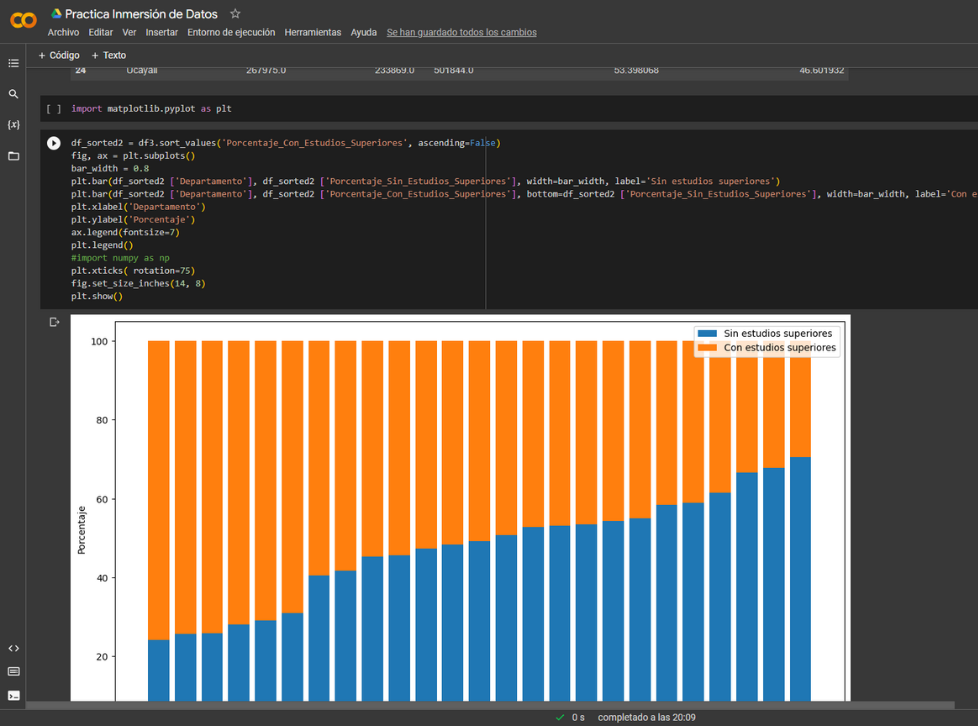 Practica Inmersión de Datos
Archivo Editar Ver Insertar Entorno de ejecución Herramientas Ayuda Se han guardado todos los cambios
+ Código + Texto
24 Ucayali 267975.0 233869.0 501844.0 53.398068 46.601932
[ ] import matplotlib.pyplot as plt
{x}
df_sorted2 = df3.sort_values('Porcentaje_Con_Estudios_Superiores', ascending=False)
fig, ax = plt.subplots()
bar_width = 0.8
plt.bar(df_sorted2 ['Departamento'], df_sorted2 ['Porcentaje_Sin_Estudios_Superiores'], width=bar_width, label='Sin estudios superiores')
plt.bar(df_sorted2 ['Departamento'], df_sorted2 ['Porcentaje_Con_Estudios_Superiores'], bottom=df_sorted2 ['Porcentaje_Sin_Estudios_Superiores'], width=bar_width, label='Con e
plt.xlabel('Departamento')
plt.ylabel('Porcentaje')
ax.legend(fontsize=7)
plt.legend()
#import numpy as np
plt.xticks( rotation=75)
fig.set_size_inches(14, 8)
plt.show()
Sin estudios superiores
Con estudios superiores
100
80
60
40
20
Porcentaje
0 s completado a las 20:09